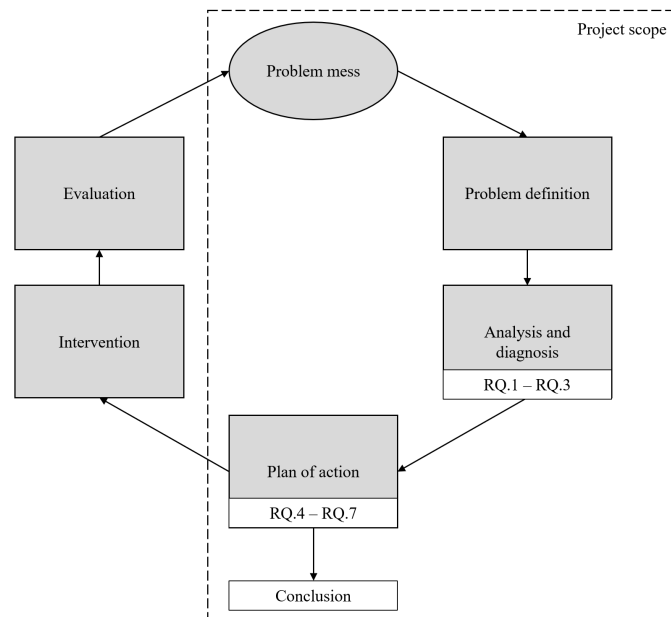 Project scope
Problem mess
Evaluation
Problem definition
Intervention
Analysis and
diagnosis
RQ.1 – RQ.3
Plan of action
RQ.4 – RQ.7
Conclusion